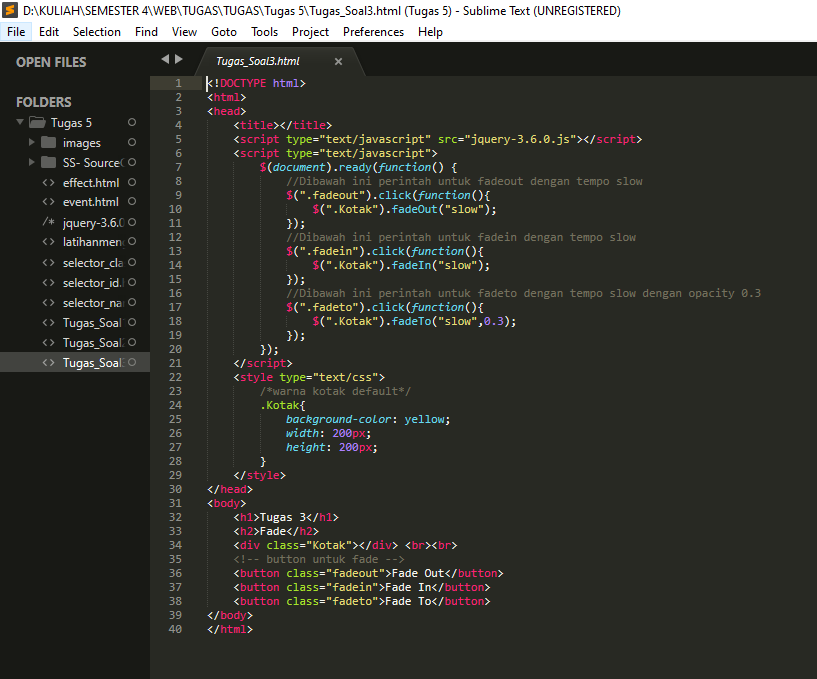 D:\KULIAH\SEMESTER 4\WEB\TUGAS\TUGAS\Tugas 5\Tugas_Soal3.html (Tugas 5) - Sublime Text (UNREGISTERED)
File Edit Selection Find View Goto Tools Project Preferences Help
OPEN FILES
FOLDERS
Tugas 5
images
SS- Source
effect.html
event.html
/* jquery-3.6.0
latihanmen
selector_cla
selector_id.
selector_na
Tugas_Soal
Tugas_Soal
Tugas_Soal
Tugas_Soal3.html
1 <!DOCTYPE html>
2 <html>
3 <head>
4 <title></title>
5 <script type="text/javascript" src="jquery-3.6.0.js"></script>
6 <script type="text/javascript">
7 $(document).ready(function() {
8 //Dibawah ini perintah untuk fadeout dengan tempo slow
9 $(".fadeout").click(function(){
10 $(".Kotak").fadeOut("slow");
11 });
12 //Dibawah ini perintah untuk fadein dengan tempo slow
13 $(".fadein").click(function(){
14 $(".Kotak").fadeIn("slow");
15 });
16 //Dibawah ini perintah untuk fadeto dengan tempo slow dengan opacity 0.3
17 $(".fadeto").click(function(){
18 $(".Kotak").fadeTo("slow",0.3);
19 });
20 });
21 </script>
22 <style type="text/css">
23 /*warna kotak default*/
24 .Kotak{
25 background-color: yellow;
26 width: 200px;
27 height: 200px;
28 }
29 </style>
30 </head>
31 <body>
32 <h1>Tugas 3</h1>
33 <h2>Fade</h2>
34 <div class="Kotak"></div> <br><br>
35 <!-- button untuk fade -->
36 <button class="fadeout">Fade Out</button>
37 <button class="fadein">Fade In</button>
38 <button class="fadeto">Fade To</button>
39 </body>
40 </html>